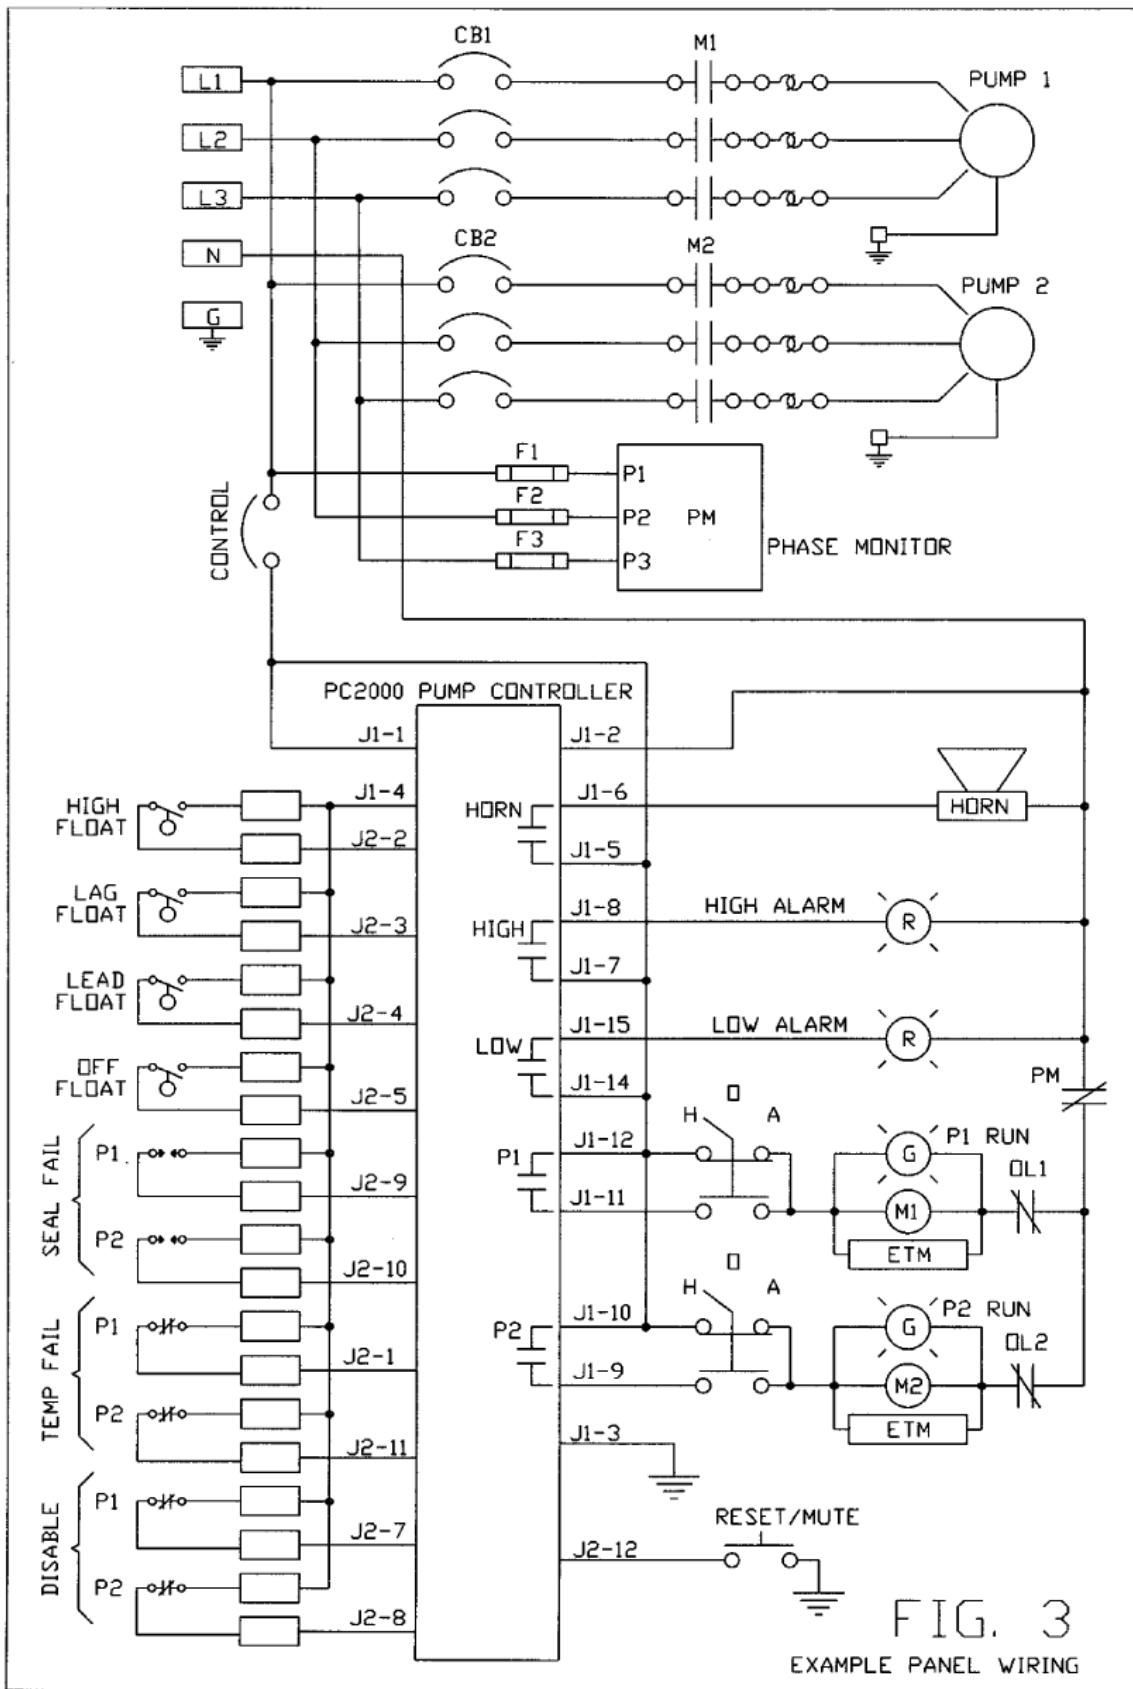 CB1
M1
PUMP 1
L1
L2
L3
N
G
CB2
M2
PUMP 2
F1
F2
F3
P1
P2
P3
PM
PHASE MONITOR
CONTROL
PC2000 PUMP CONTROLLER
J1-1
J1-2
HIGH
FLOAT
J1-4
J2-2
HORN
J1-6
J1-5
HORN
LAG
FLOAT
J2-3
HIGH
J1-8
HIGH ALARM
R
J1-7
LEAD
FLOAT
J2-4
LOW
J1-15
LOW ALARM
R
J1-14
OFF
FLOAT
J2-5
PM
SEAL FAIL
P1
J2-9
P2
J2-10
P1
J1-12
J1-11
H
O
A
G
P1 RUN
M1
OL1
ETM
TEMP FAIL
P1
J2-1
P2
J2-11
P2
J1-10
J1-9
H
O
A
G
P2 RUN
M2
OL2
ETM
J1-3
DISABLE
P1
J2-7
P2
J2-8
J2-12
RESET/MUTE
FIG. 3
EXAMPLE PANEL WIRING